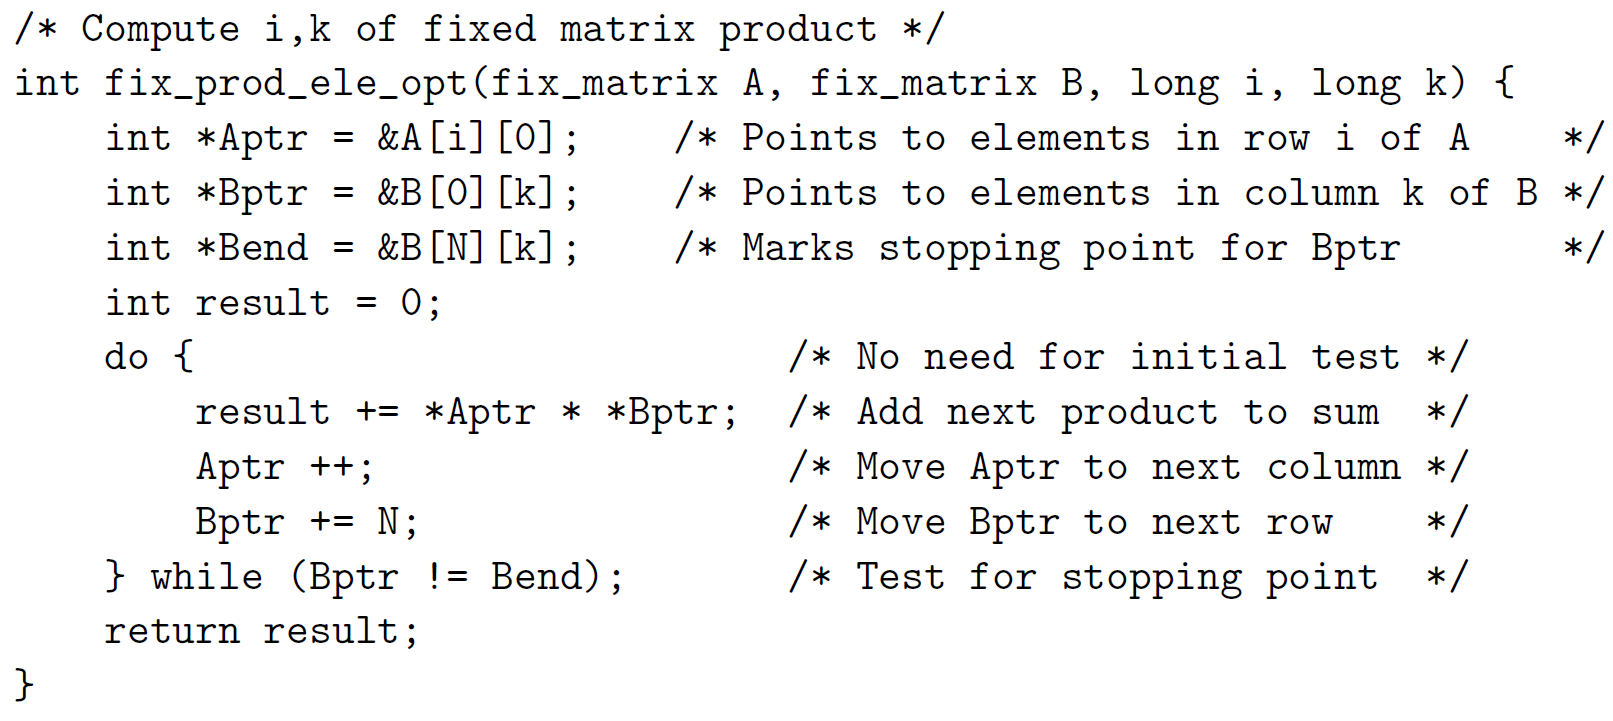 /* Compute i,k of fixed matrix product */
int fix_prod_ele_opt(fix_matrix A, fix_matrix B, long i, long k) {
    int *Aptr = &A[i][0];    /* Points to elements in row i of A    */
    int *Bptr = &B[0][k];    /* Points to elements in column k of B */
    int *Bend = &B[N][k];    /* Marks stopping point for Bptr       */
    int result = 0;
    do {                          /* No need for initial test */
        result += *Aptr * *Bptr;  /* Add next product to sum  */
        Aptr ++;                  /* Move Aptr to next column */
        Bptr += N;                /* Move Bptr to next row    */
    } while (Bptr != Bend);       /* Test for stopping point  */
    return result;
}